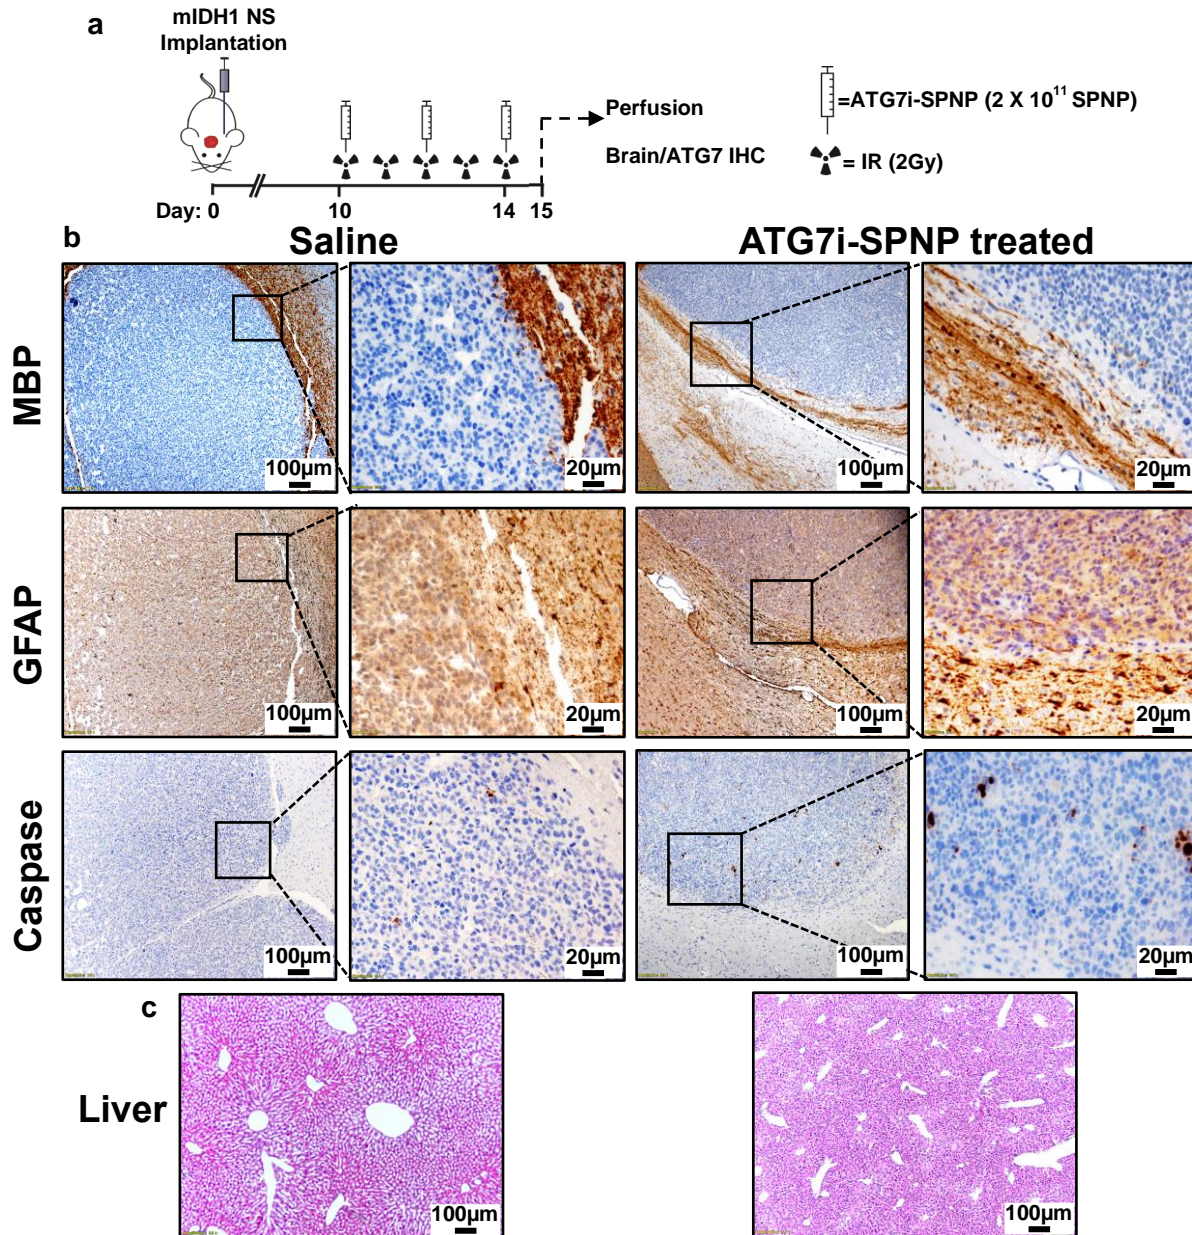 a
mIDH1 NS
Implantation
Perfusion
Brain/ATG7 IHC
=ATG7i-SPNP (2 X 10¹¹ SPNP)
= IR (2Gy)
Day: 0
10
14
15
b
Saline
ATG7i-SPNP treated
MBP
100µm
20µm
100µm
20µm
GFAP
100µm
20µm
100µm
20µm
Caspase
100µm
20µm
100µm
20µm
c
Liver
100µm
100µm